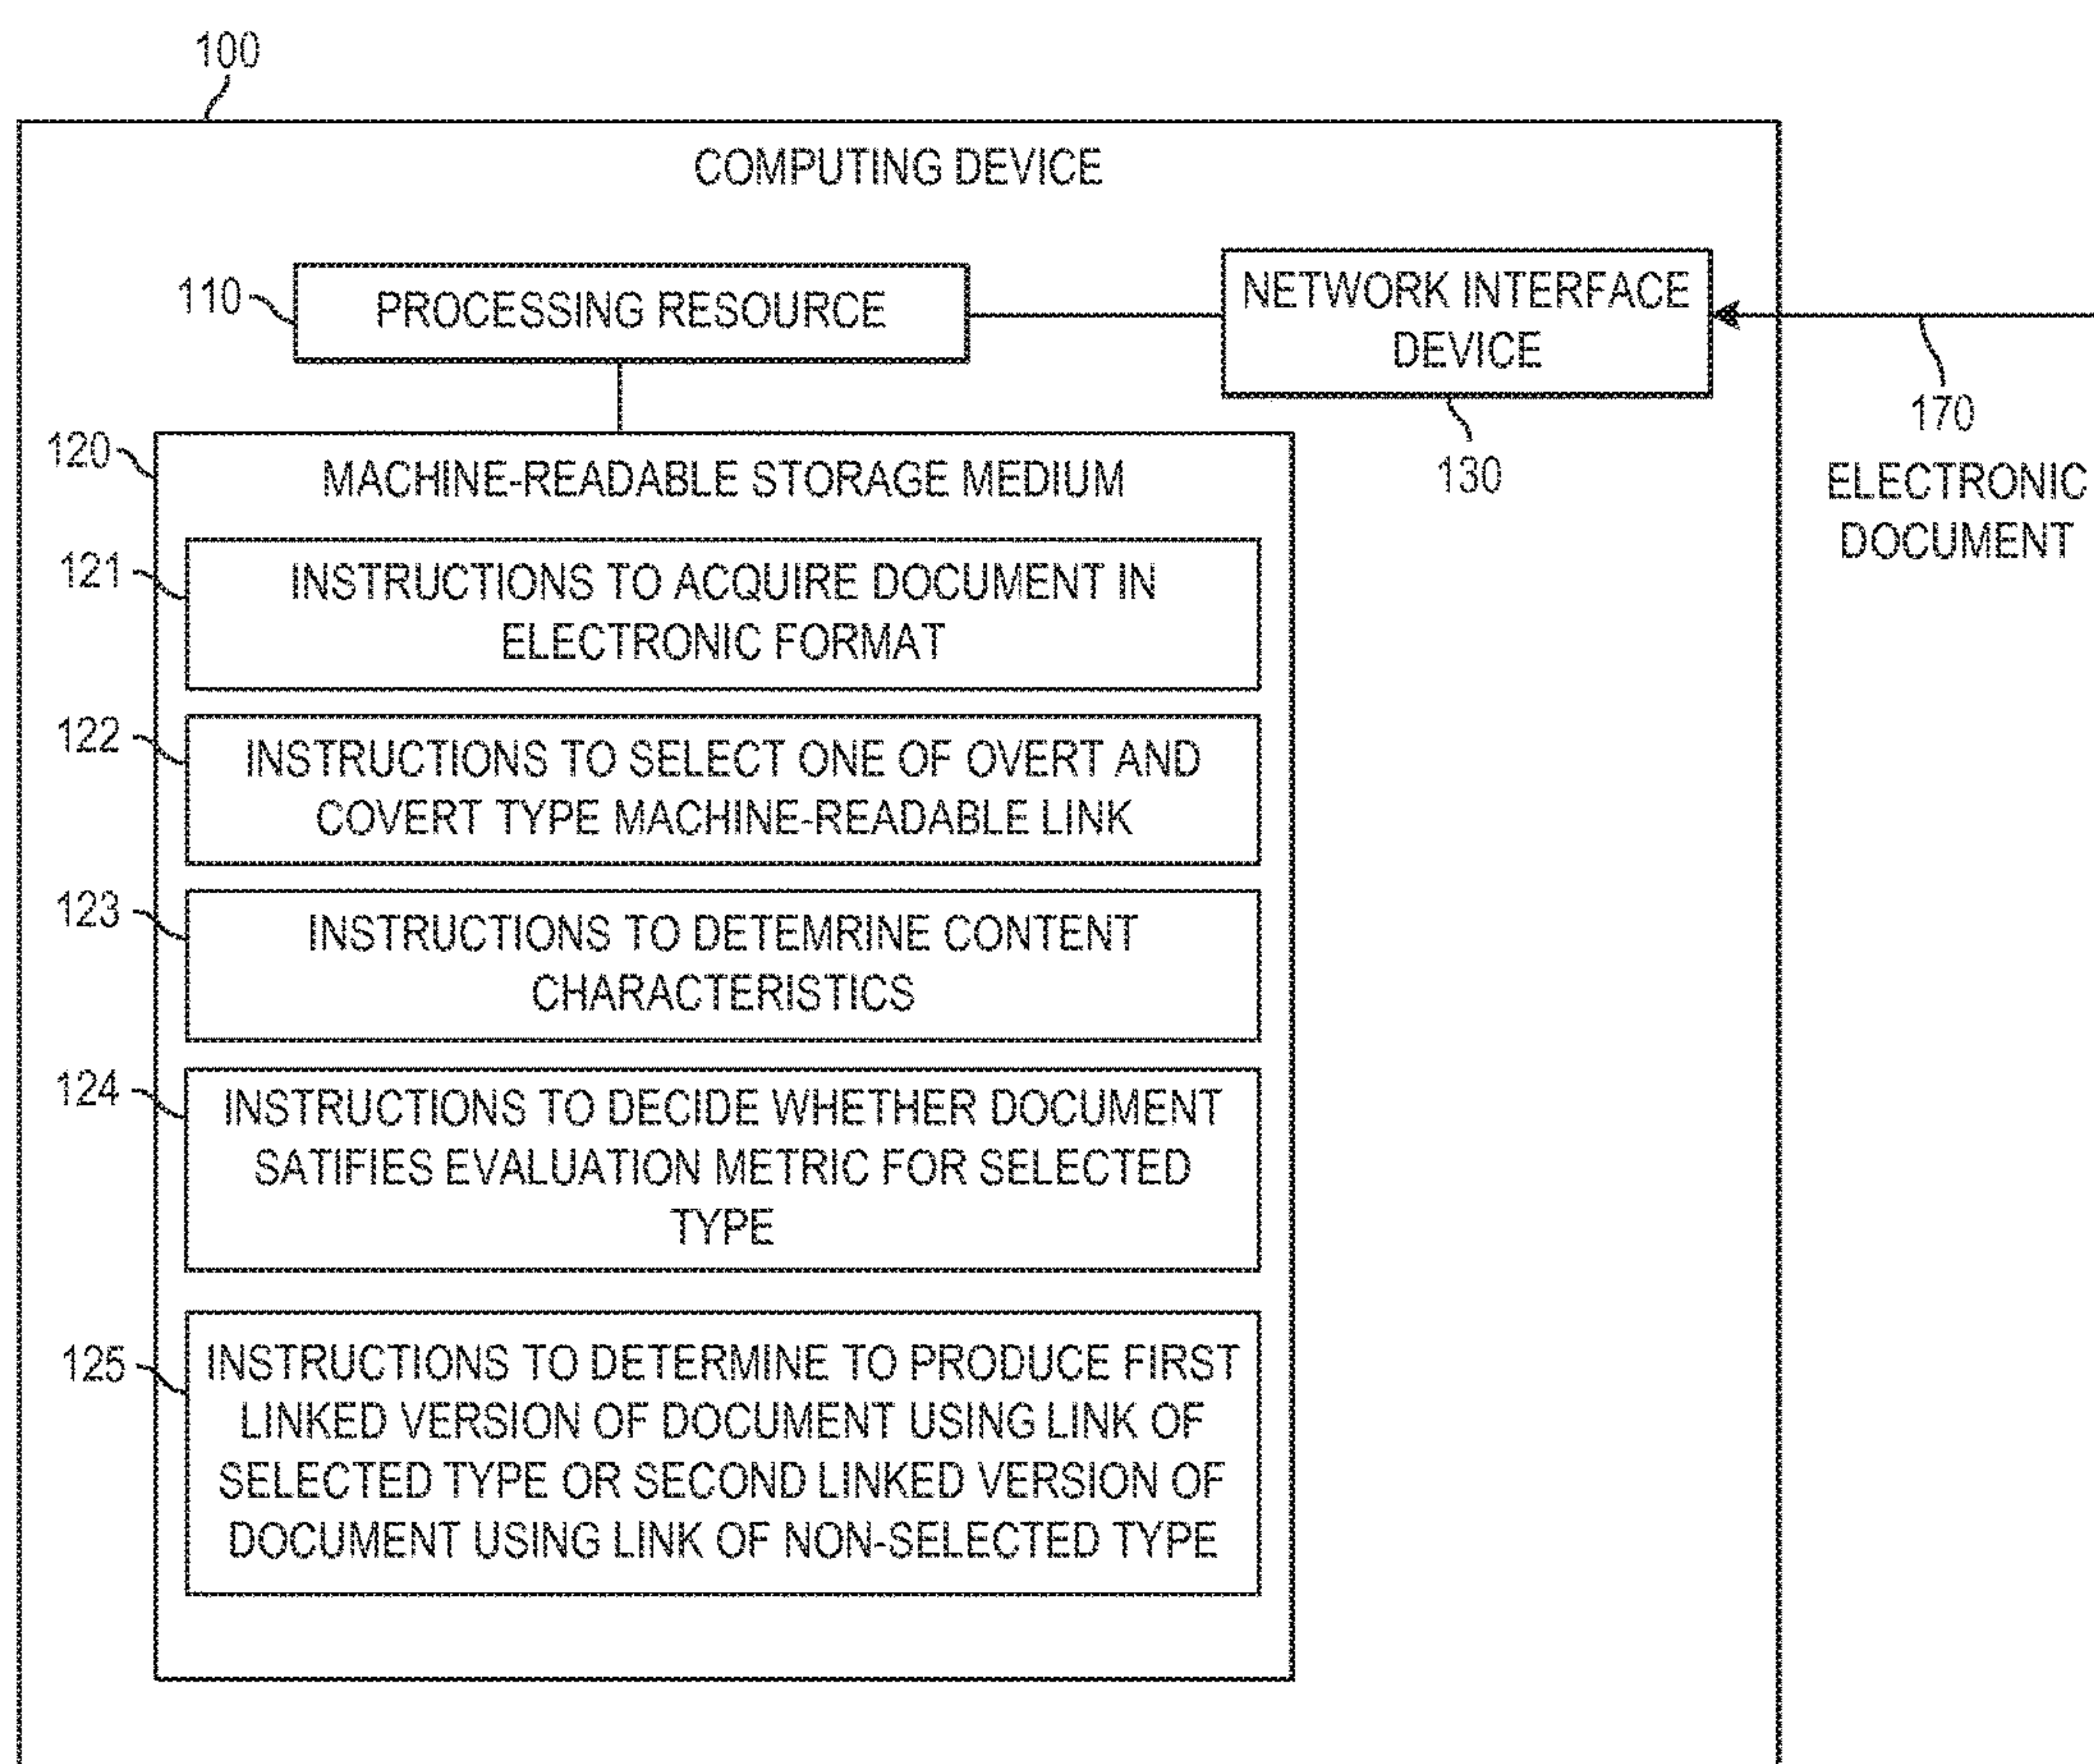 100
COMPUTING DEVICE
110
PROCESSING RESOURCE
NETWORK INTERFACE
DEVICE
130
170
ELECTRONIC
DOCUMENT
120
MACHINE-READABLE STORAGE MEDIUM
121
INSTRUCTIONS TO ACQUIRE DOCUMENT IN
ELECTRONIC FORMAT
122
INSTRUCTIONS TO SELECT ONE OF OVERT AND
COVERT TYPE MACHINE-READABLE LINK
123
INSTRUCTIONS TO DETEMRINE CONTENT
CHARACTERISTICS
124
INSTRUCTIONS TO DECIDE WHETHER DOCUMENT
SATIFIES EVALUATION METRIC FOR SELECTED
TYPE
125
INSTRUCTIONS TO DETERMINE TO PRODUCE FIRST
LINKED VERSION OF DOCUMENT USING LINK OF
SELECTED TYPE OR SECOND LINKED VERSION OF
DOCUMENT USING LINK OF NON-SELECTED TYPE